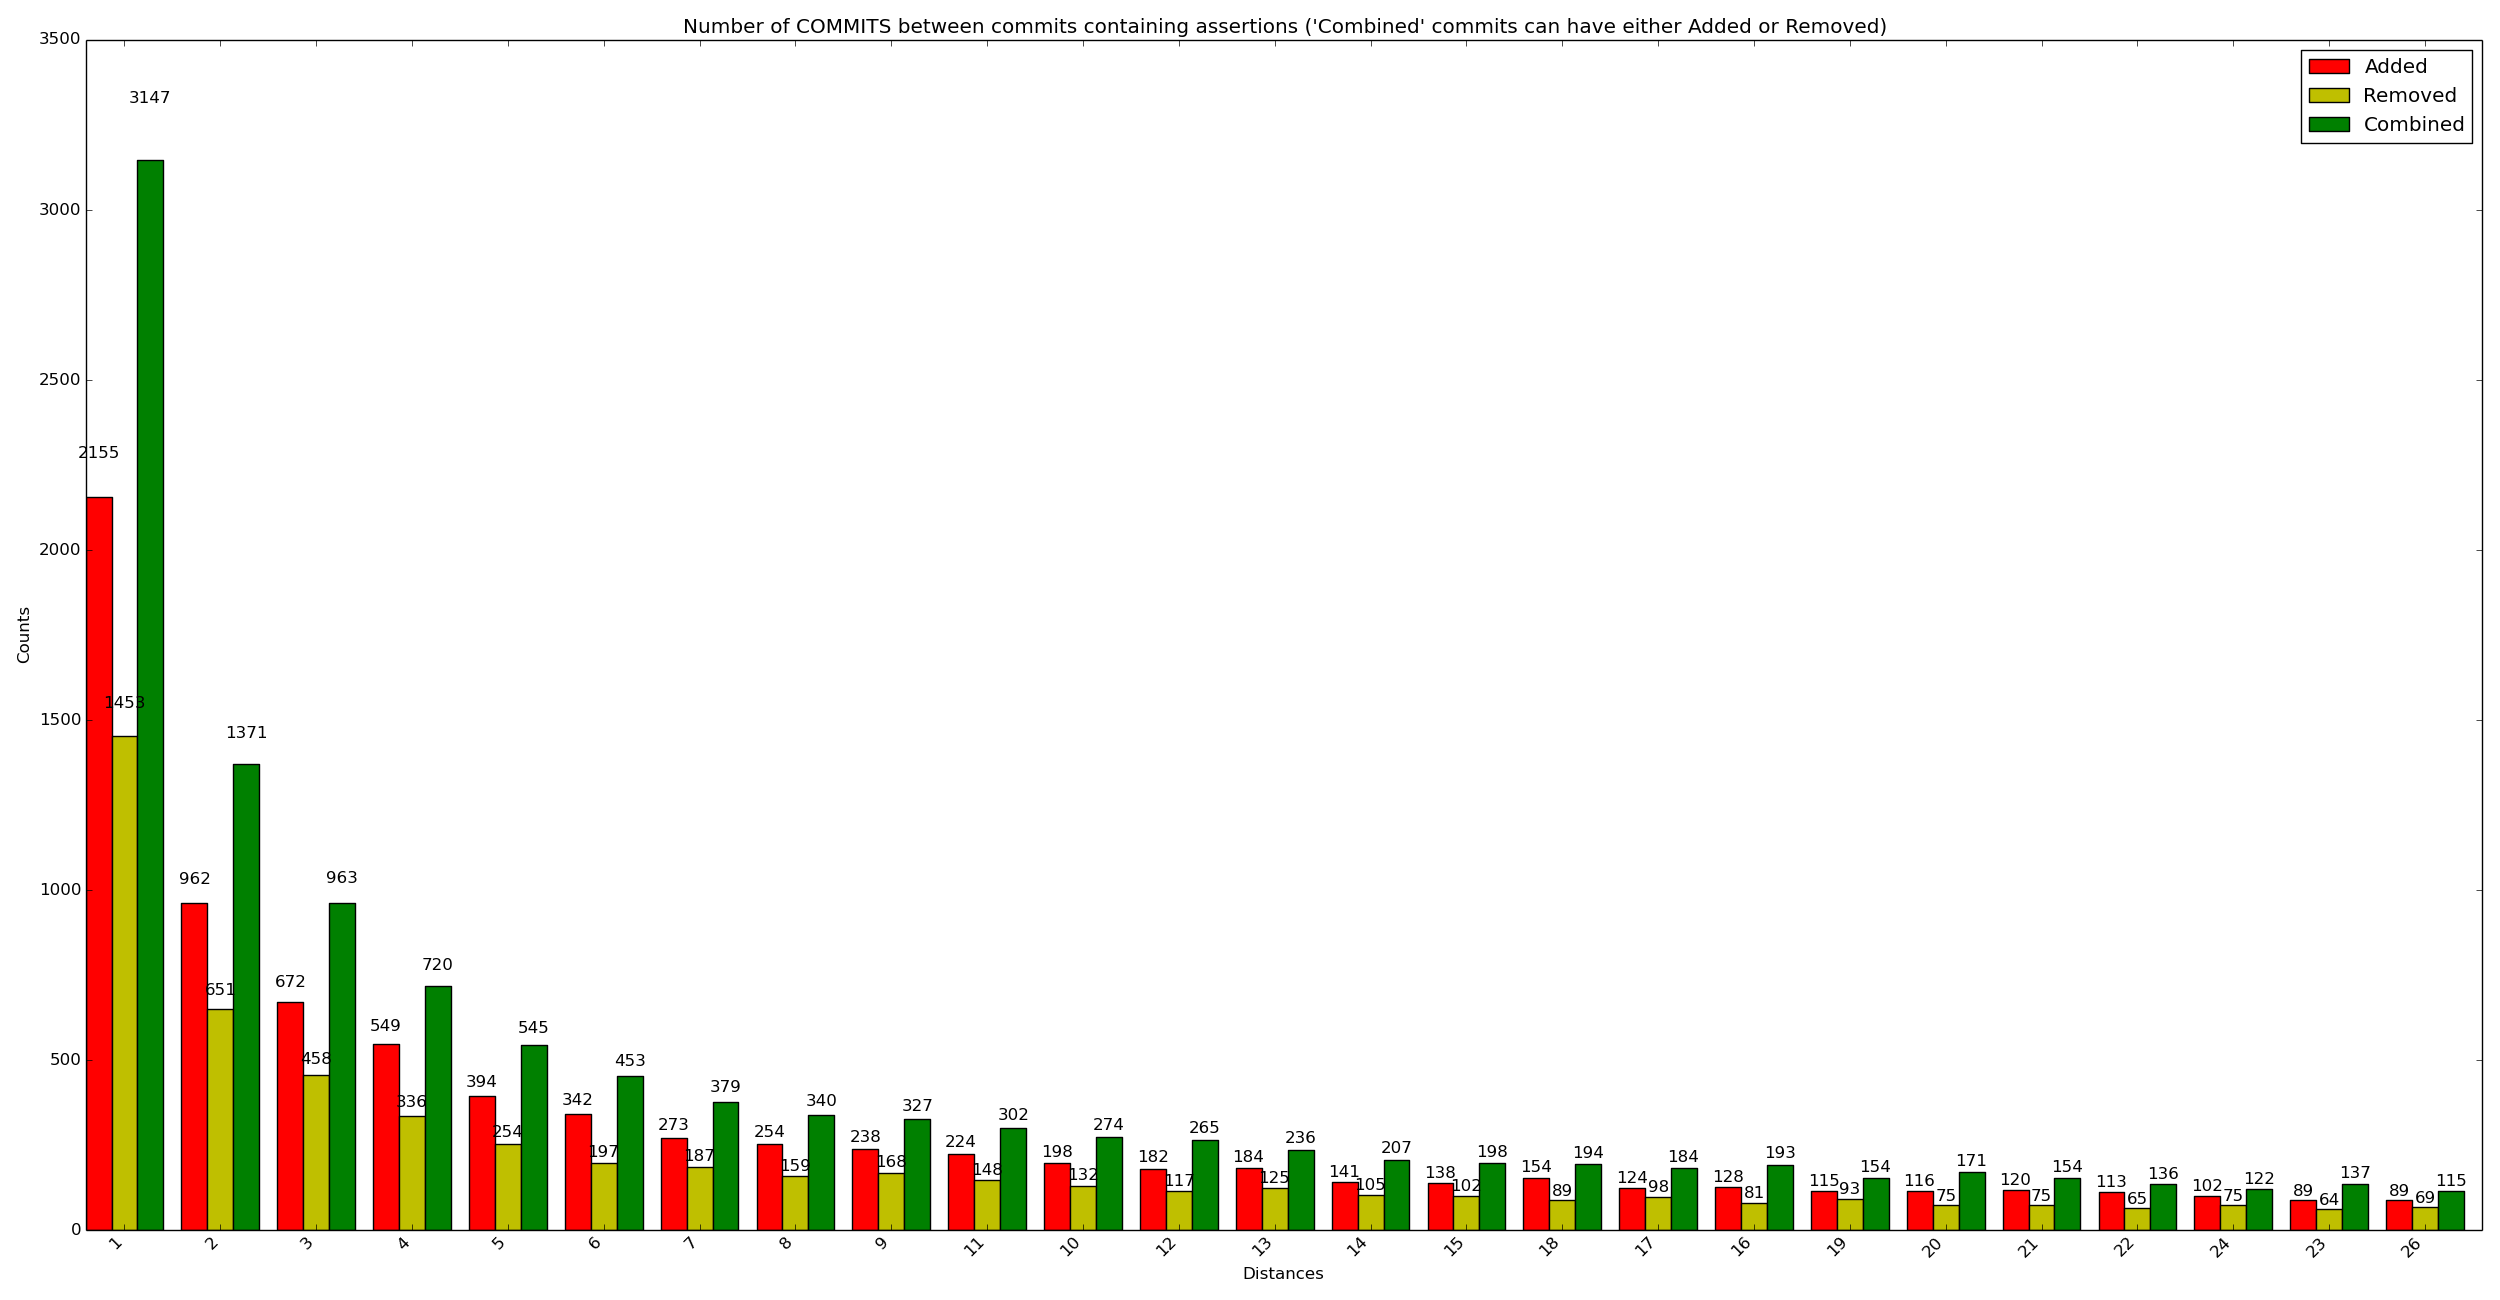 Number of COMMITS between commits containing assertions ('Combined' commits can have either Added or Removed)
Added
Removed
Combined
3500
3000
2500
2000
1500
1000
500
0
Counts
2155 1453 3147
962 651 1371
672 458 963
549 336 720
394 254 545
342 197 453
273 187 379
254 159 340
238 168 327
224 148 302
198 132 274
182 117 265
184 125 236
141 105 207
138 102 198
154 89 194
124 98 184
128 81 193
115 93 154
116 75 171
120 75 154
113 65 136
102 75 122
89 64 137
89 69 115
1 2 3 4 5 6 7 8 9 11 10 12 13 14 15 18 17 16 19 20 21 22 24 23 26
Distances